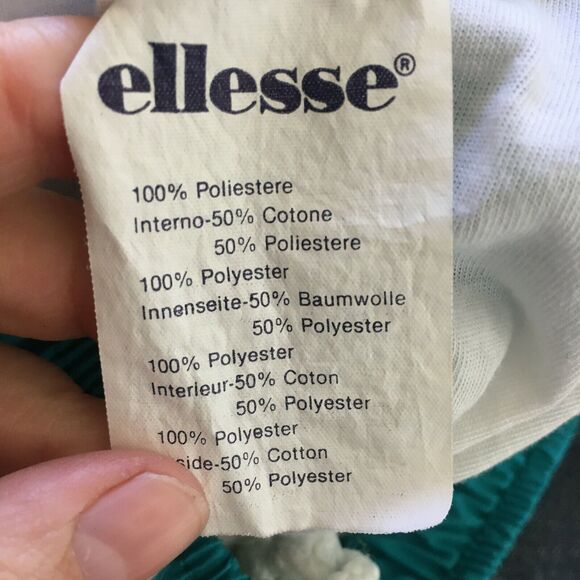 ellesse®
100% Poliestere
Interno-50% Cotone
50% Poliestere
100% Polyester
Innenseite-50% Baumwolle
50% Polyester
100% Polyester
Interieur-50% Coton
50% Polyester
100% Polyester
side-50% Cotton
50% Polyester